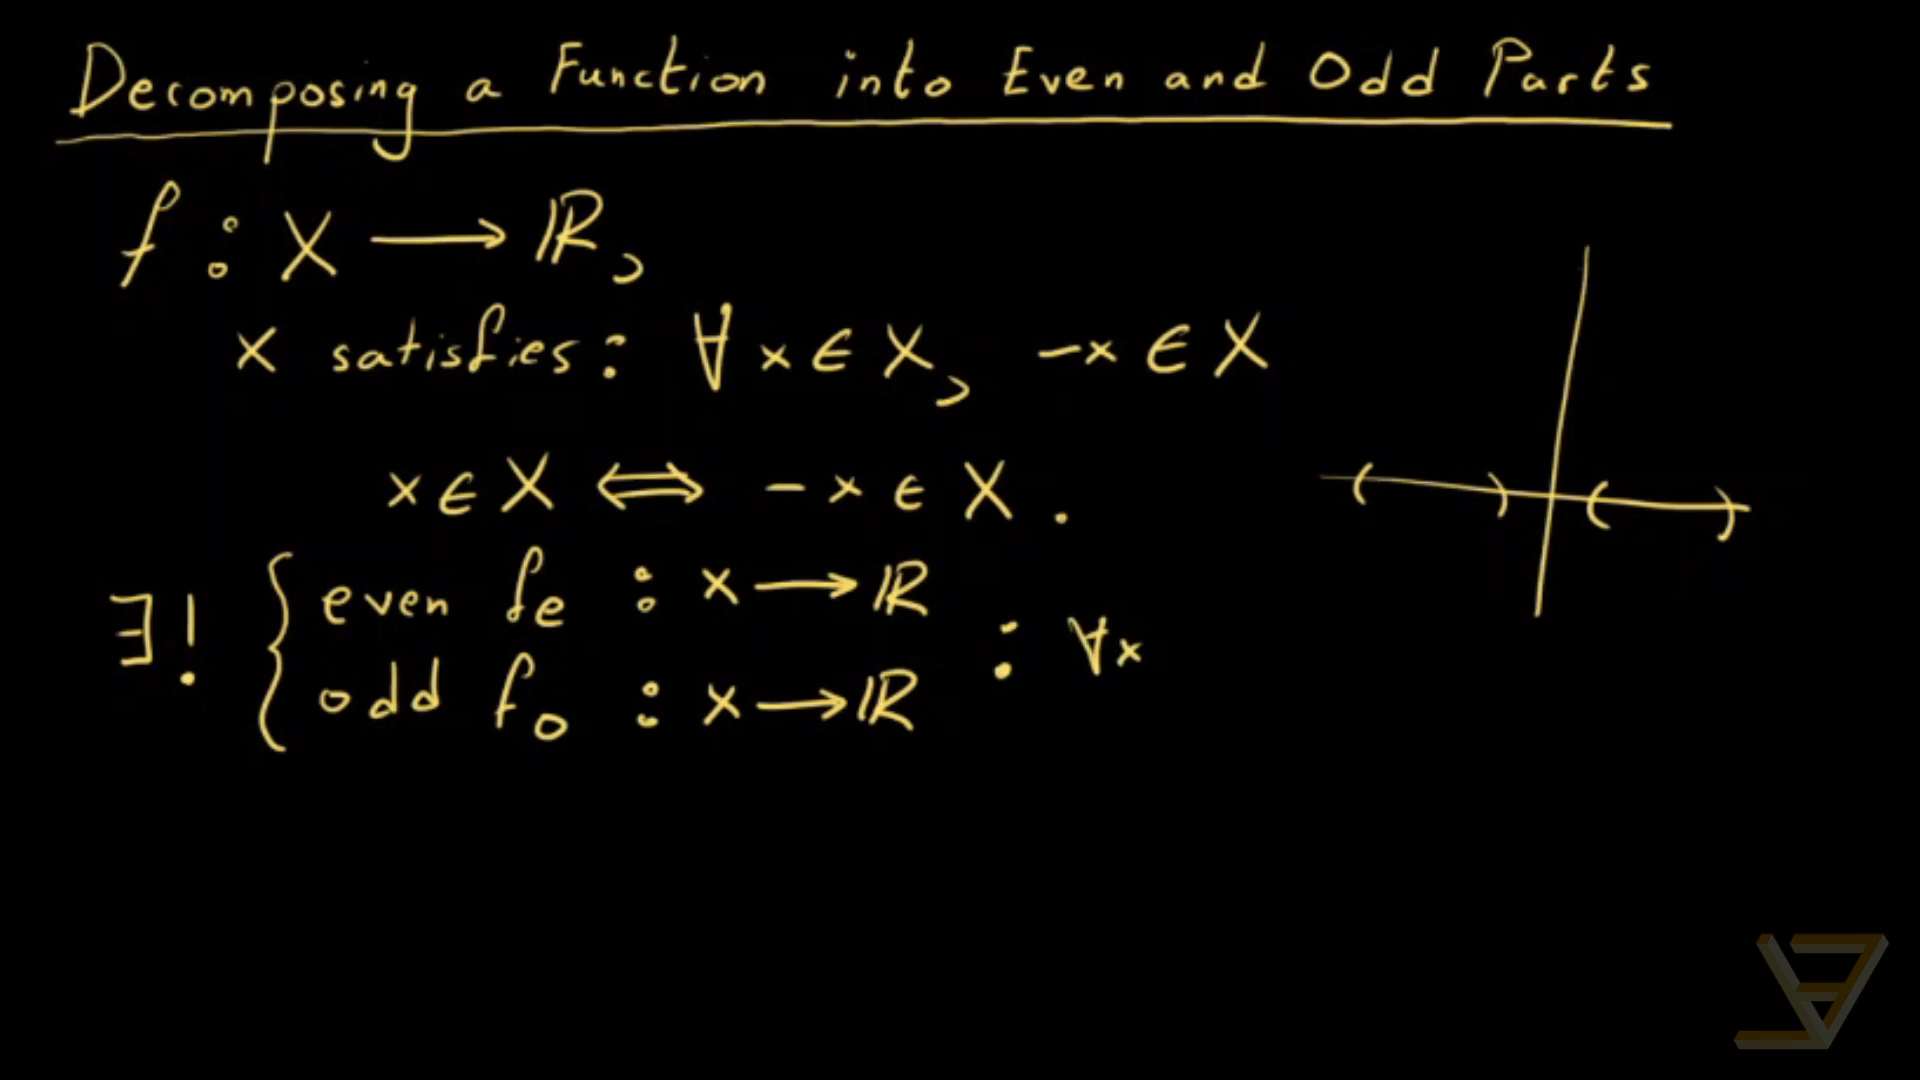 Decomposing a Function into Even and Odd Parts
f : X ⟶ ℝ,
X satisfies: ∀ x ∈ X, -x ∈ X
x ∈ X ⟺ -x ∈ X.
∃! { even fe : X ⟶ ℝ
odd fo : X ⟶ ℝ : ∀x